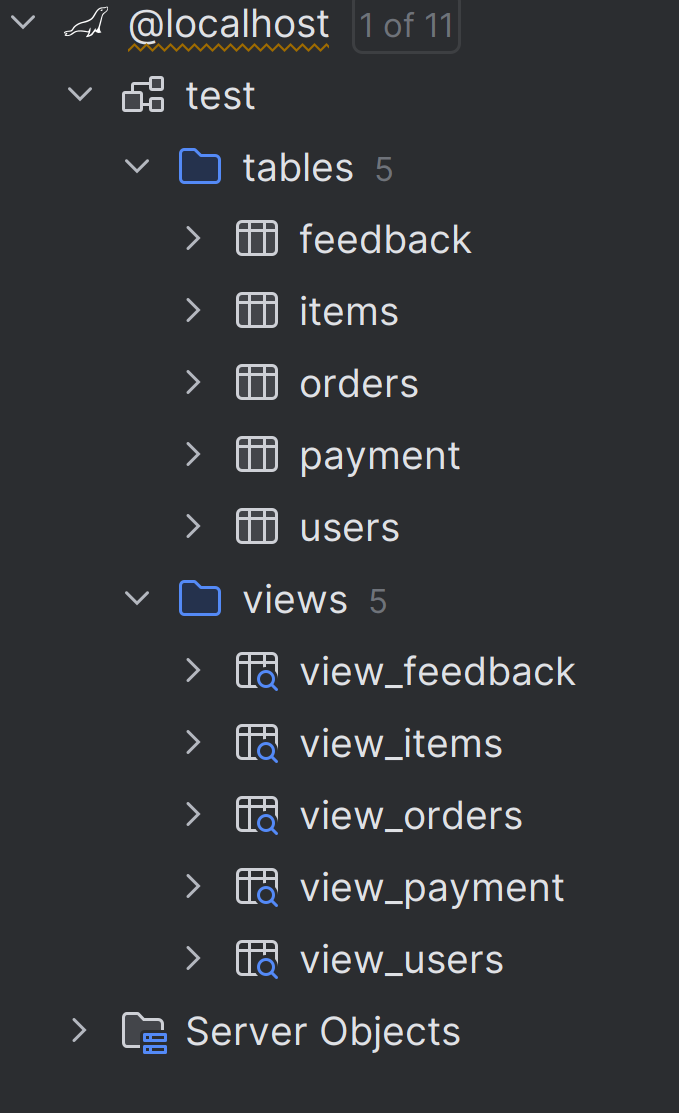 @localhost 1 of 11
test
tables 5
feedback
items
orders
payment
users
views 5
view_feedback
view_items
view_orders
view_payment
view_users
Server Objects